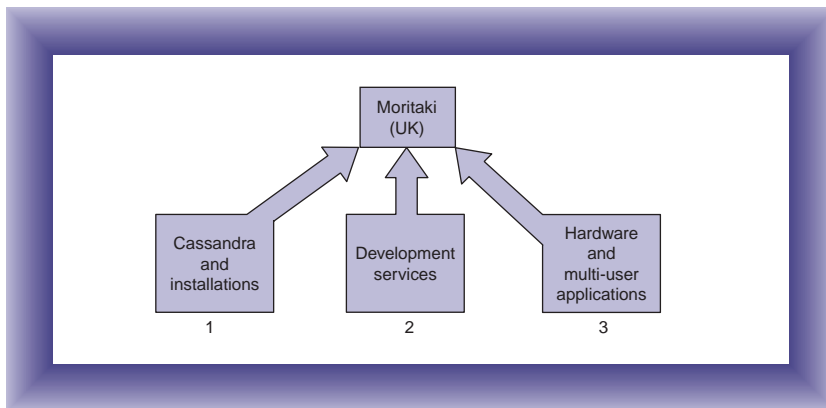 Moritaki
(UK)
Cassandra
and
installations
1
Development
services
2
Hardware
and
multi-user
applications
3